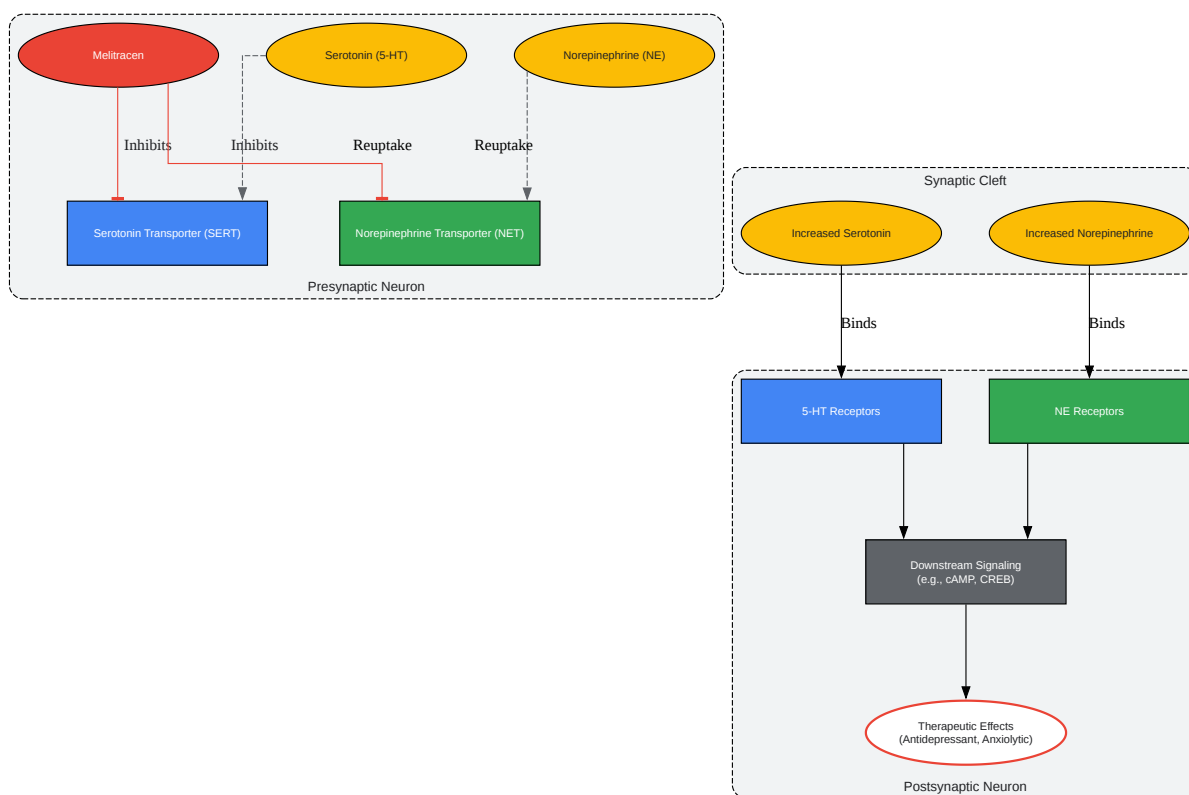 Melitracen
Serotonin (5-HT)
Norepinephrine (NE)
Inhibits
Inhibits
Reuptake
Reuptake
Serotonin Transporter (SERT)
Norepinephrine Transporter (NET)
Presynaptic Neuron
Synaptic Cleft
Increased Serotonin
Increased Norepinephrine
Binds
Binds
5-HT Receptors
NE Receptors
Downstream Signaling
(e.g., cAMP, CREB)
Therapeutic Effects
(Antidepressant, Anxiolytic)
Postsynaptic Neuron